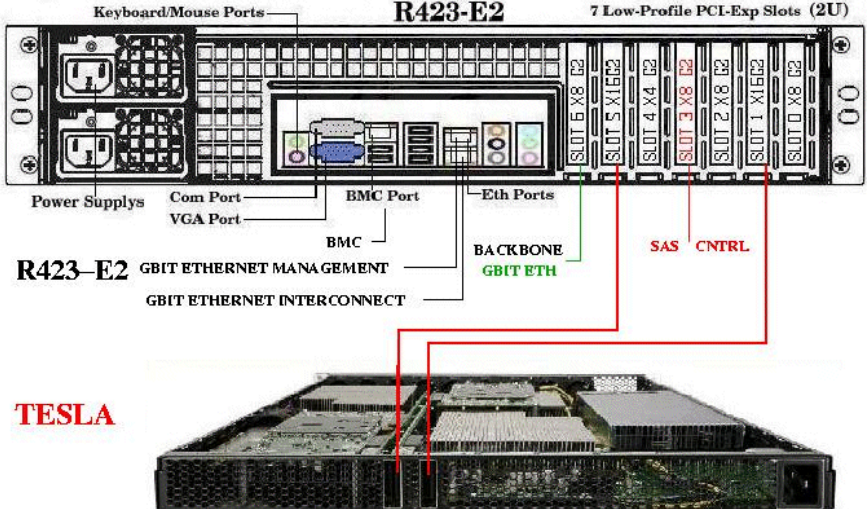 Keyboard/Mouse Ports
R423-E2
7 Low-Profile PCI-Exp Slots (2U)
SLOT 6 X8 G2
SLOT 5 X16G2
SLOT 4 X4 G2
SLOT 3 X8 G2
SLOT 2 X8 G2
SLOT 1 X16G2
SLOT 0 X8 G2
Power Supplys
Com Port
VGA Port
BMC Port
Eth Ports
BMC
BACKBONE
GBIT ETH
SAS CNTRL
R423–E2
GBIT ETHERNET MANAGEMENT
GBIT ETHERNET INTERCONNECT
TESLA